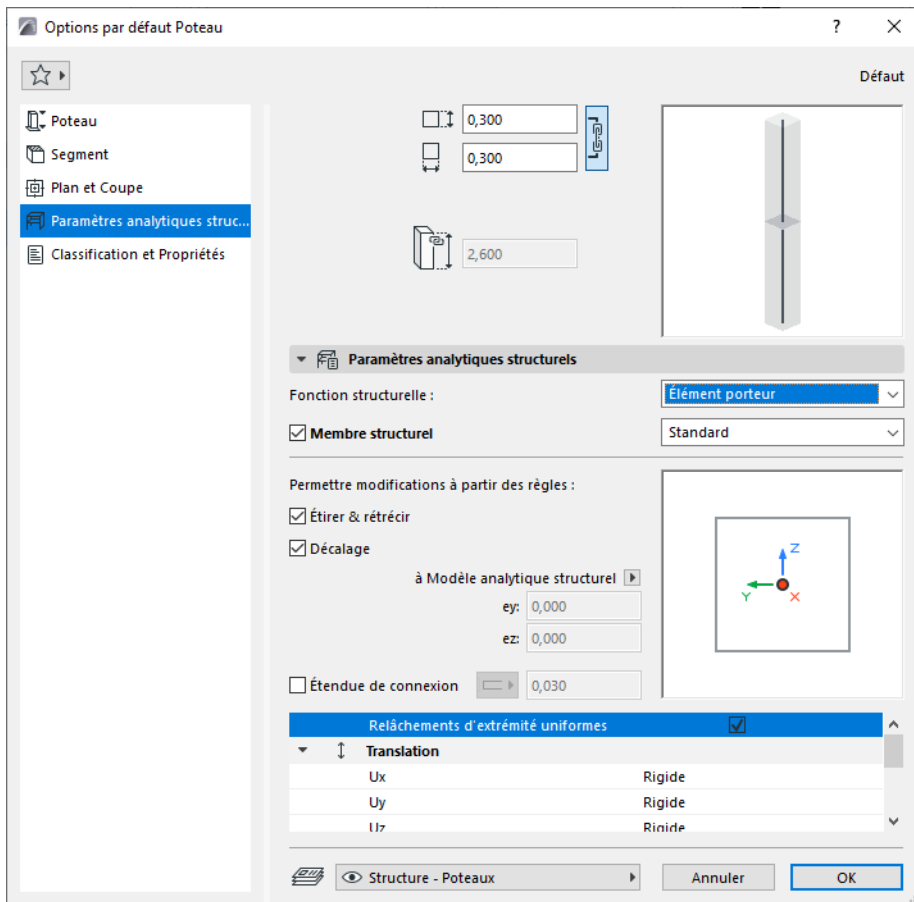 Options par défaut Poteau
?
Défaut
Poteau
Segment
Plan et Coupe
Paramètres analytiques struc...
Classification et Propriétés
0,300
0,300
2,600
Paramètres analytiques structurels
Fonction structurelle : Élément porteur
Membre structurel Standard
Permettre modifications à partir des règles :
Étirer & rétrécir
Décalage
à Modèle analytique structurel
ey: 0,000
ez: 0,000
Z
Y
X
Étendue de connexion 0,030
Relâchements d'extrémité uniformes
Translation
Ux Rigide
Uy Rigide
Uz Rigide
Structure - Poteaux Annuler OK